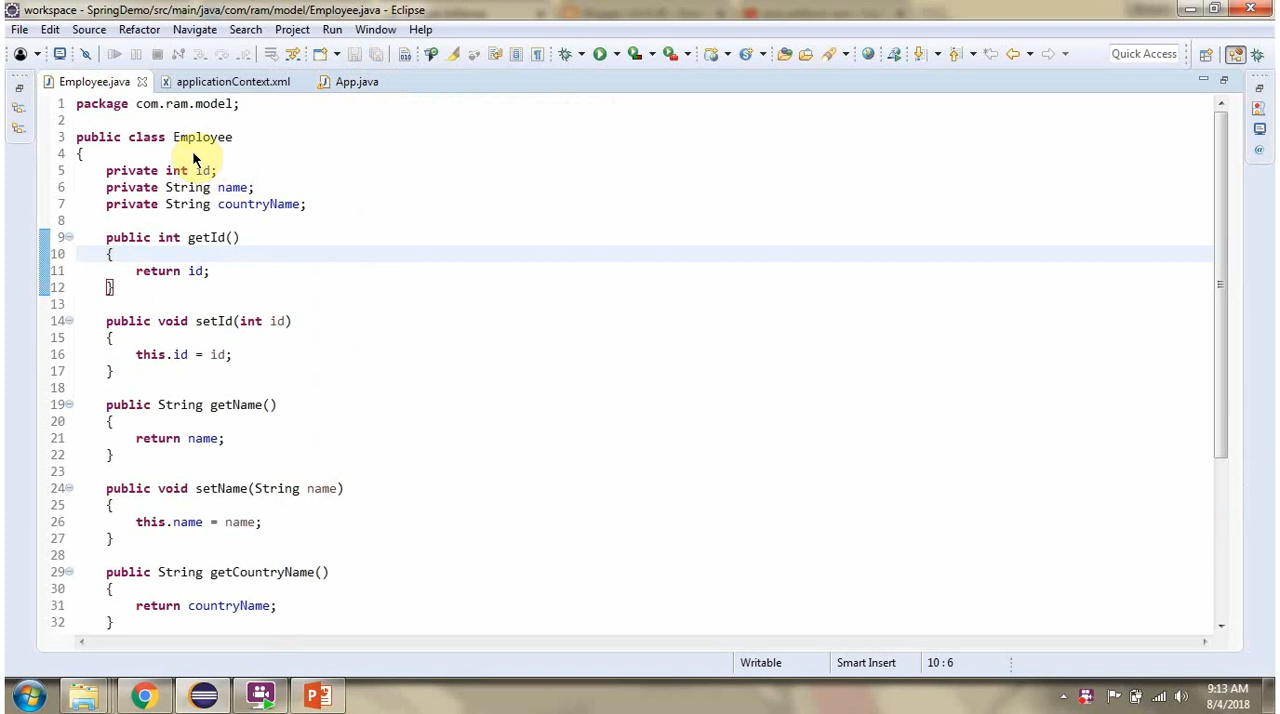 workspace - SpringDemo/src/main/java/com/ram/model/Employee.java - Eclipse
File Edit Source Refactor Navigate Search Project Run Window Help
Quick Access
Employee.java applicationContext.xml App.java
1 package com.ram.model;
2
3 public class Employee
4 {
5 private int id;
6 private String name;
7 private String countryName;
8
9 public int getId()
10 {
11 return id;
12 }
13
14 public void setId(int id)
15 {
16 this.id = id;
17 }
18
19 public String getName()
20 {
21 return name;
22 }
23
24 public void setName(String name)
25 {
26 this.name = name;
27 }
28
29 public String getCountryName()
30 {
31 return countryName;
32 }
Writable Smart Insert 10 : 6
9:13 AM
8/4/2018